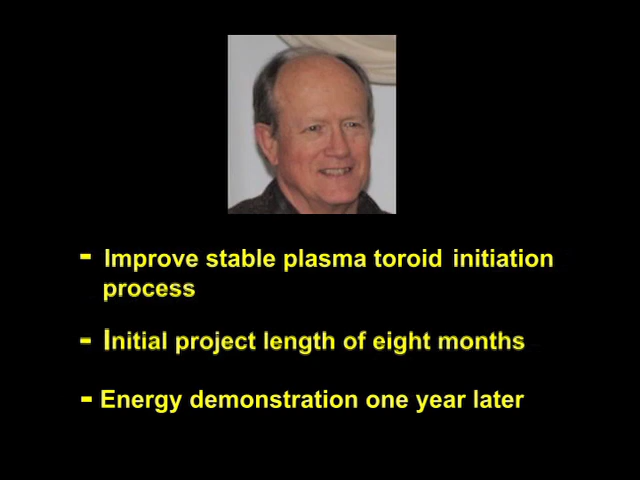 - Improve stable plasma toroid initiation
process
- Initial project length of eight months
- Energy demonstration one year later